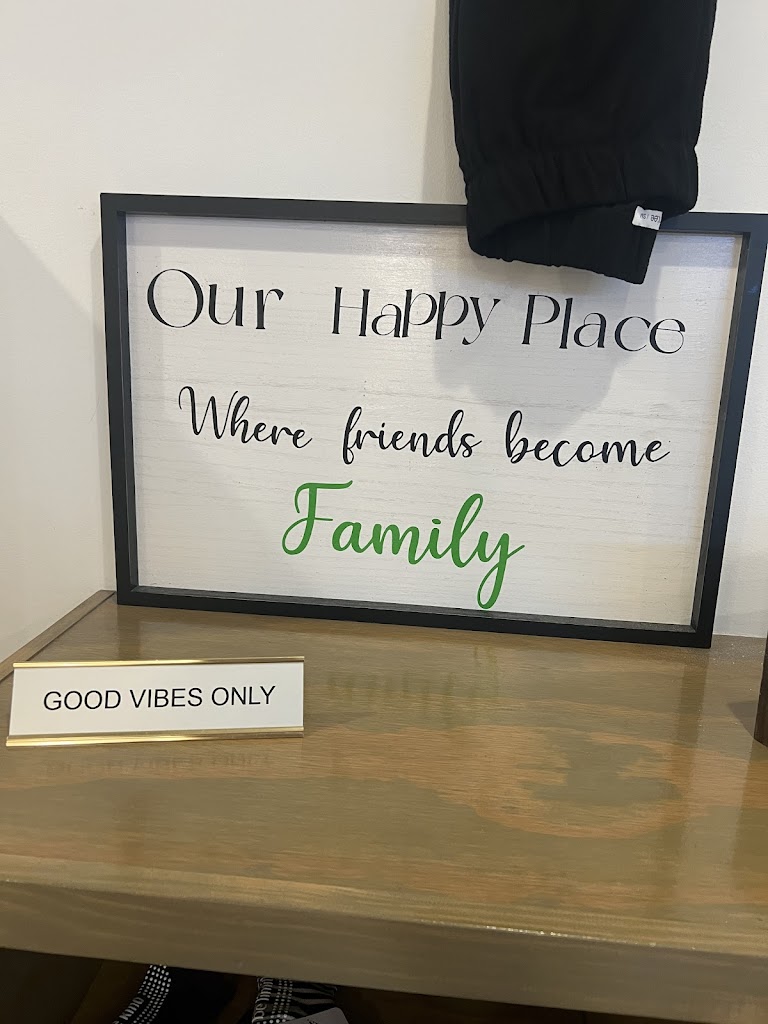 Our Happy Place
Where friends become
Family
GOOD VIBES ONLY